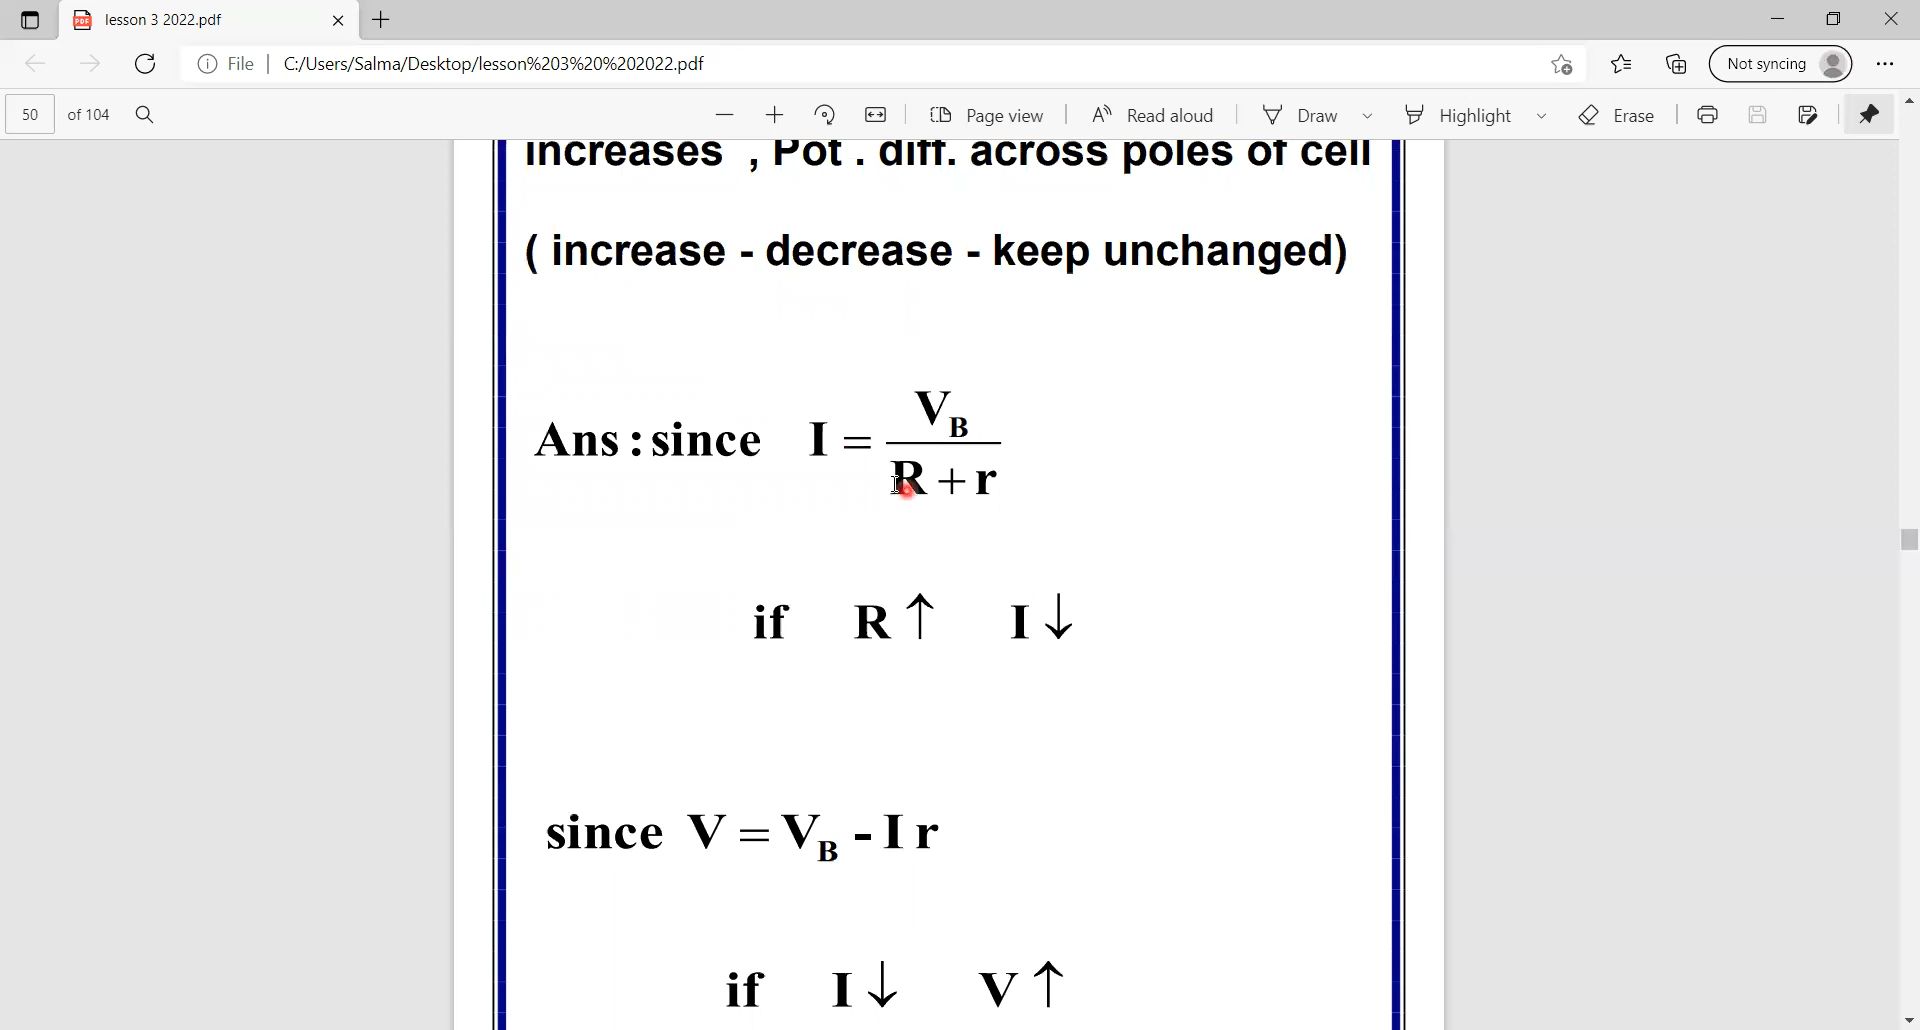 lesson 3 2022.pdf
File
C:/Users/Salma/Desktop/lesson%203%20%202022.pdf
Not syncing
50 of 104
Page view
Read aloud
Draw
Highlight
Erase
increases , Pot . diff. across poles of cell
( increase - decrease - keep unchanged)
Ans : since I = V_B / (R + r)
if R ↑ I ↓
since V = V_B - I r
if I ↓ V ↑